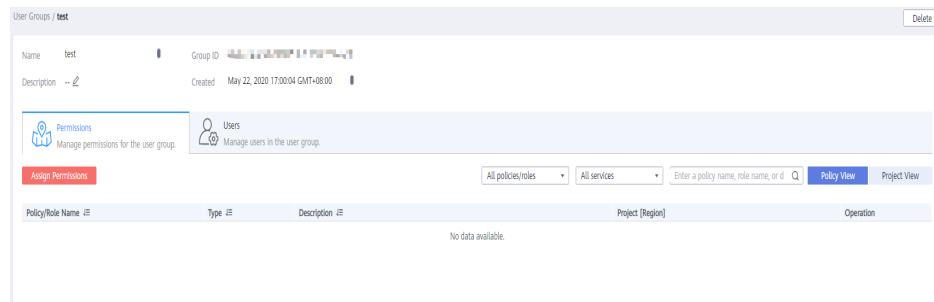 User Groups / test
Delete
Name test Group ID
Description -- Created May 22, 2020 17:00:04 GMT+08:00
Permissions
Manage permissions for the user group.
Users
Manage users in the user group.
Assign Permissions All policies/roles All services Enter a policy name, role name, or d Policy View Project View
Policy/Role Name Type Description Project [Region] Operation
No data available.